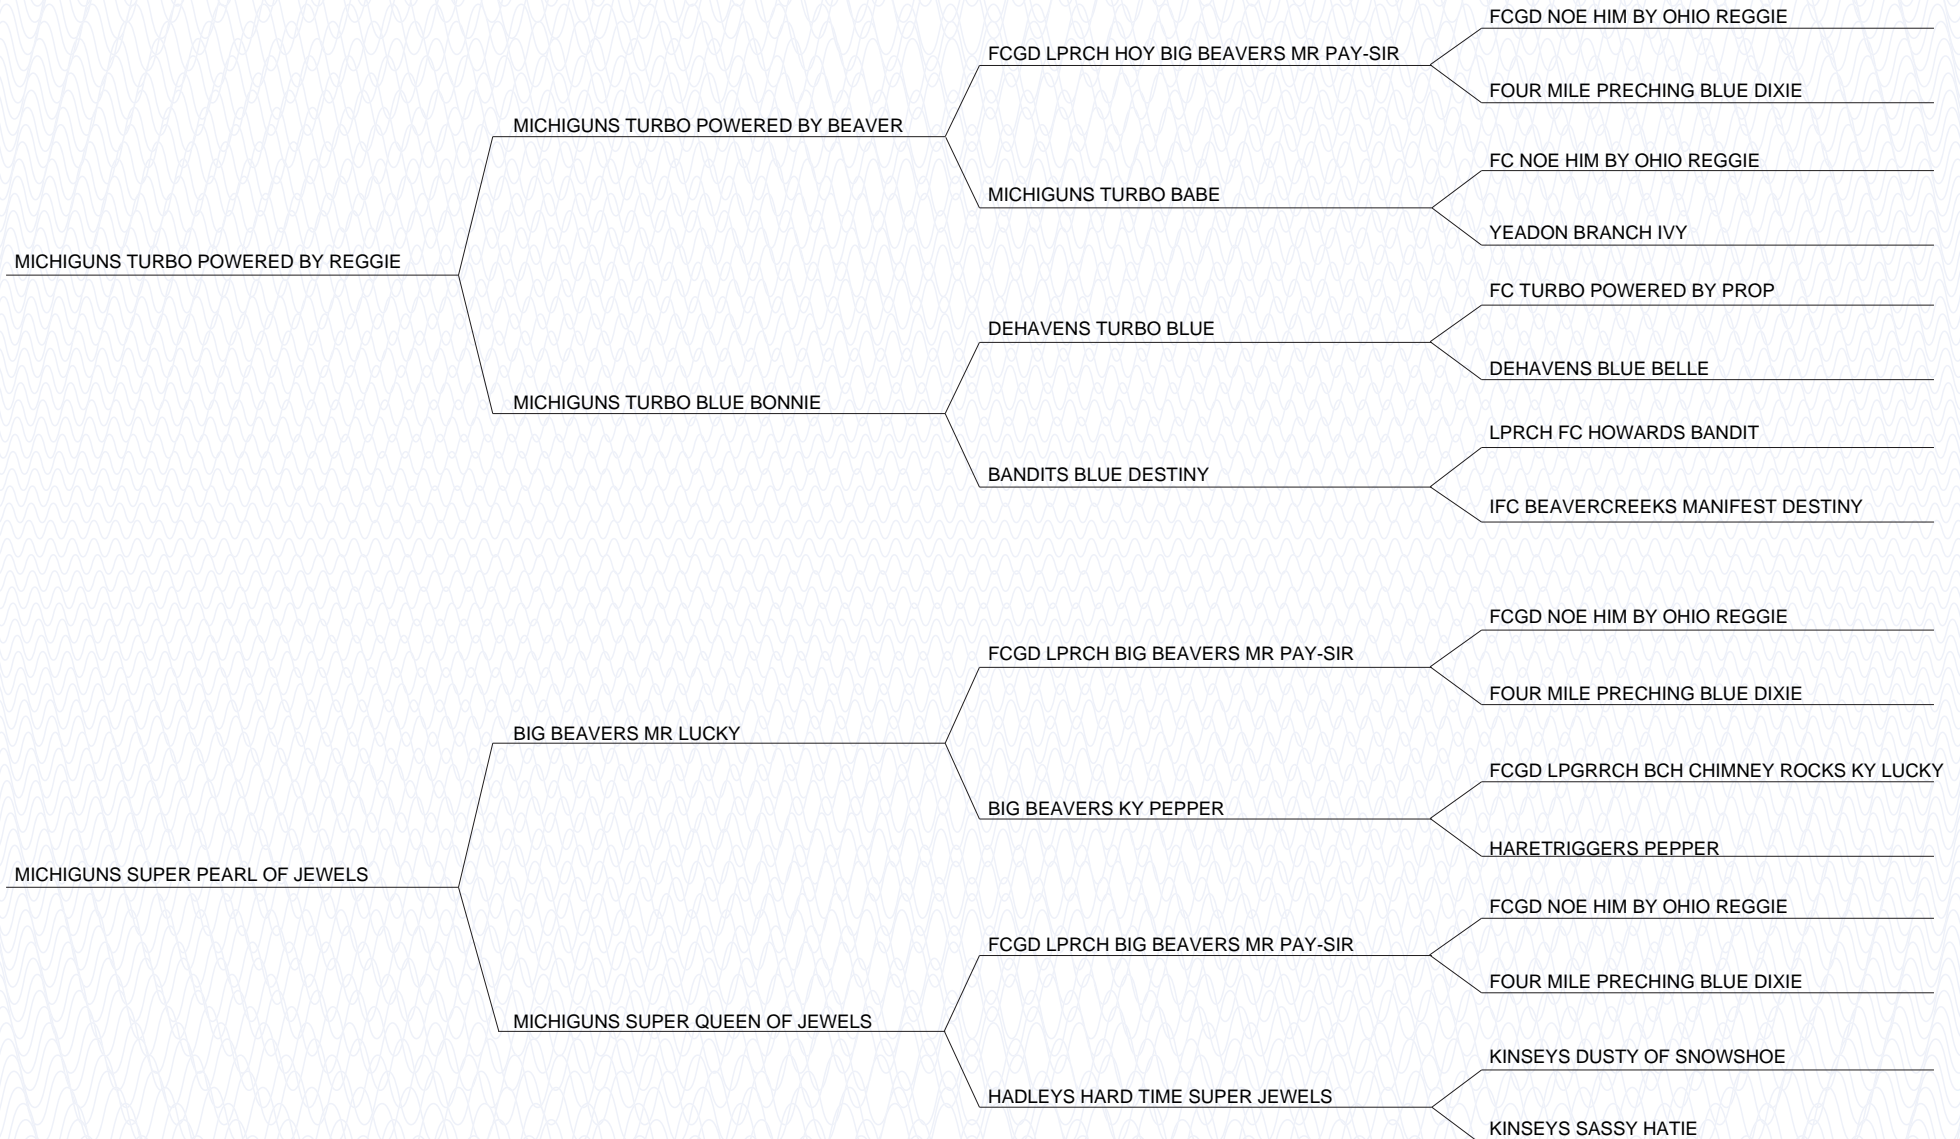 FCGD NOE HIM BY OHIO REGGIE
FCGD LPRCH HOY BIG BEAVERS MR PAY-SIR
FOUR MILE PRECHING BLUE DIXIE
MICHIGUNS TURBO POWERED BY BEAVER
FC NOE HIM BY OHIO REGGIE
MICHIGUNS TURBO BABE
YEADON BRANCH IVY
MICHIGUNS TURBO POWERED BY REGGIE
FC TURBO POWERED BY PROP
DEHAVENS TURBO BLUE
DEHAVENS BLUE BELLE
MICHIGUNS TURBO BLUE BONNIE
LPRCH FC HOWARDS BANDIT
BANDITS BLUE DESTINY
IFC BEAVERCREEKS MANIFEST DESTINY
FCGD NOE HIM BY OHIO REGGIE
FCGD LPRCH BIG BEAVERS MR PAY-SIR
FOUR MILE PRECHING BLUE DIXIE
BIG BEAVERS MR LUCKY
FCGD LPGRRCH BCH CHIMNEY ROCKS KY LUCKY
BIG BEAVERS KY PEPPER
HARETRIGGERS PEPPER
MICHIGUNS SUPER PEARL OF JEWELS
FCGD NOE HIM BY OHIO REGGIE
FCGD LPRCH BIG BEAVERS MR PAY-SIR
FOUR MILE PRECHING BLUE DIXIE
MICHIGUNS SUPER QUEEN OF JEWELS
KINSEYS DUSTY OF SNOWSHOE
HADLEYS HARD TIME SUPER JEWELS
KINSEYS SASSY HATIE